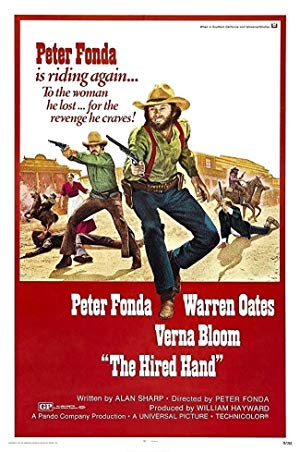 Peter Fonda
is riding again...
To the woman
he lost... for the
revenge he craves!
Peter Fonda Warren Oates
Verna Bloom
"The Hired Hand"
Written by ALAN SHARP • Directed by PETER FONDA
Produced by WILLIAM HAYWARD
A Pando Company Production • A UNIVERSAL PICTURE • TECHNICOLOR®
GP